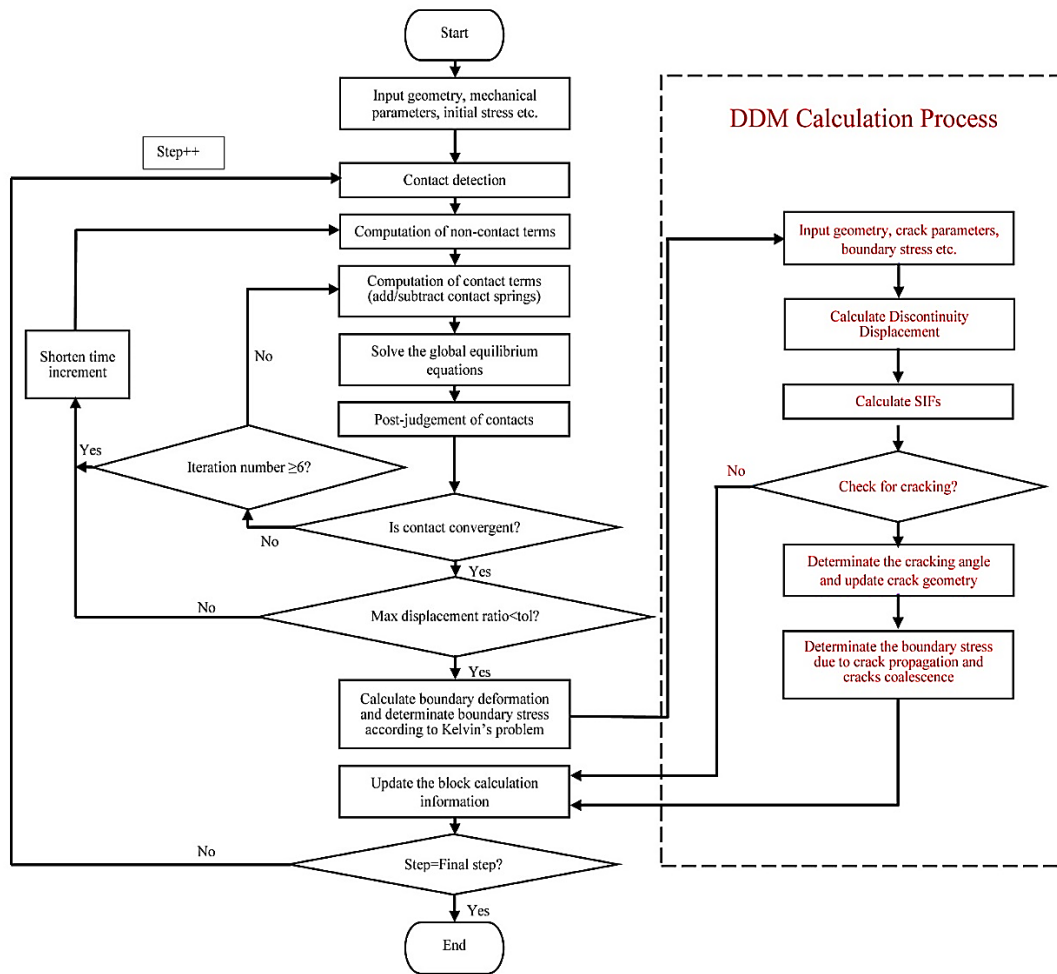 Start
Input geometry, mechanical
parameters, initial stress etc.
Step++
Contact detection
Computation of non-contact terms
Computation of contact terms
(add/subtract contact springs)
No
Shorten time
increment
Solve the global equilibrium
equations
Post-judgement of contacts
Yes
Iteration number ≥6?
Is contact convergent?
No
Yes
No
Max displacement ratio<tol?
Yes
Calculate boundary deformation
and determinate boundary stress
according to Kelvin's problem
Update the block calculation
information
No
Step=Final step?
Yes
End
DDM Calculation Process
Input geometry, crack parameters,
boundary stress etc.
Calculate Discontinuity
Displacement
Calculate SIFs
No
Check for cracking?
Determinate the cracking angle
and update crack geometry
Determinate the boundary stress
due to crack propagation and
cracks coalescence